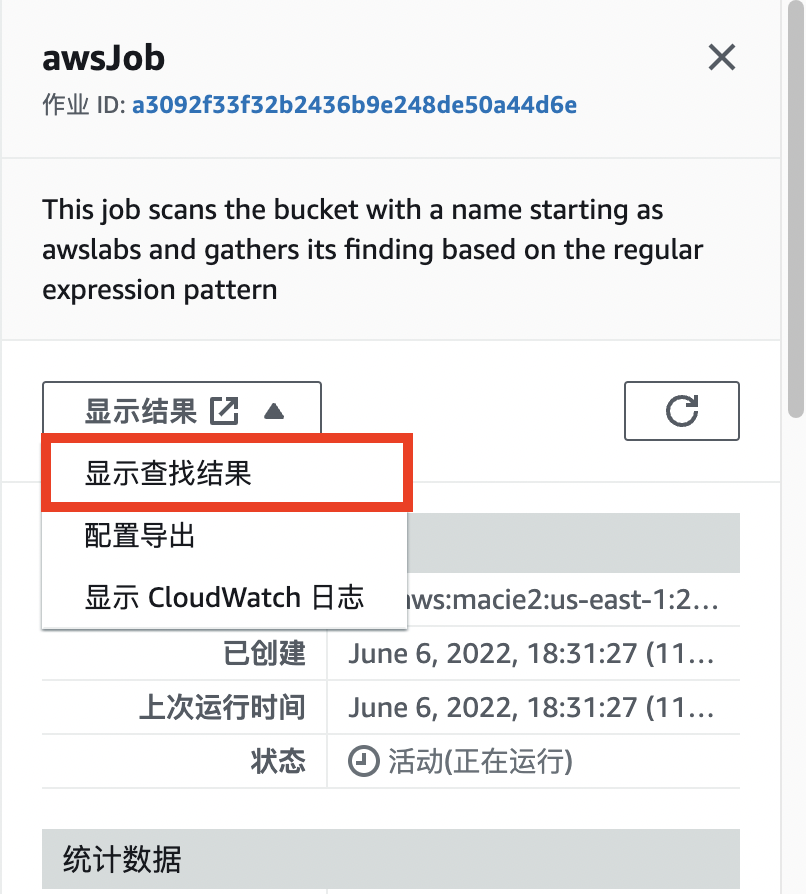 awsJob
作业 ID: a3092f33f32b2436b9e248de50a44d6e
This job scans the bucket with a name starting as
awslabs and gathers its finding based on the regular
expression pattern
显示结果
显示查找结果
配置导出
显示 CloudWatch 日志
aws:macie2:us-east-1:2...
已创建 June 6, 2022, 18:31:27 (11...
上次运行时间 June 6, 2022, 18:31:27 (11...
状态 活动(正在运行)
统计数据